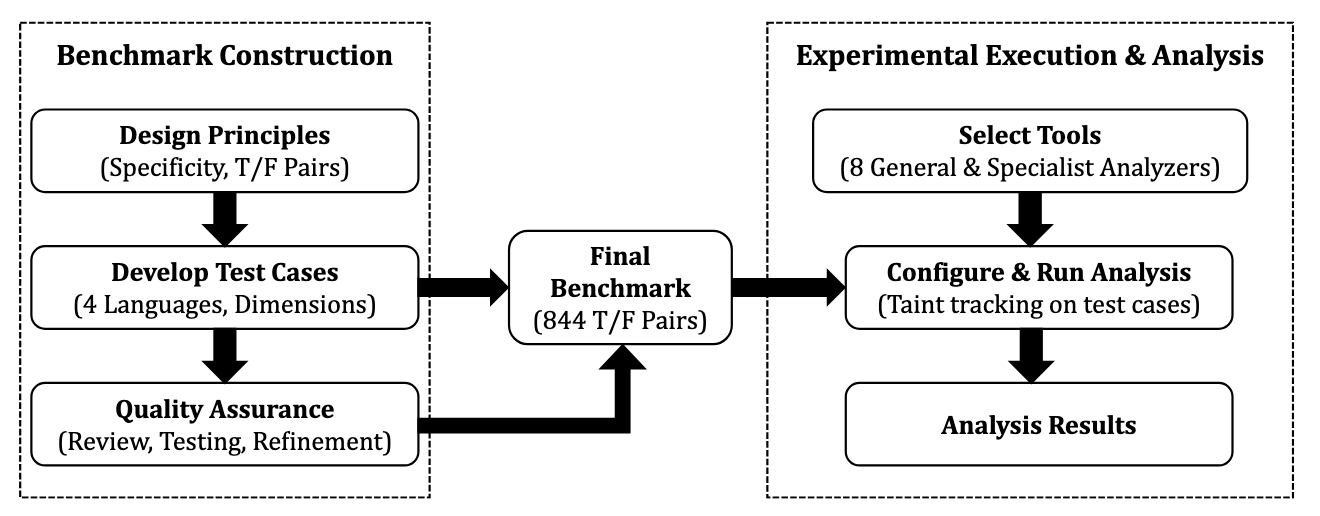 Benchmark Construction
Design Principles
(Specificity, T/F Pairs)
Develop Test Cases
(4 Languages, Dimensions)
Quality Assurance
(Review, Testing, Refinement)
Final
Benchmark
(844 T/F Pairs)
Experimental Execution & Analysis
Select Tools
(8 General & Specialist Analyzers)
Configure & Run Analysis
(Taint tracking on test cases)
Analysis Results